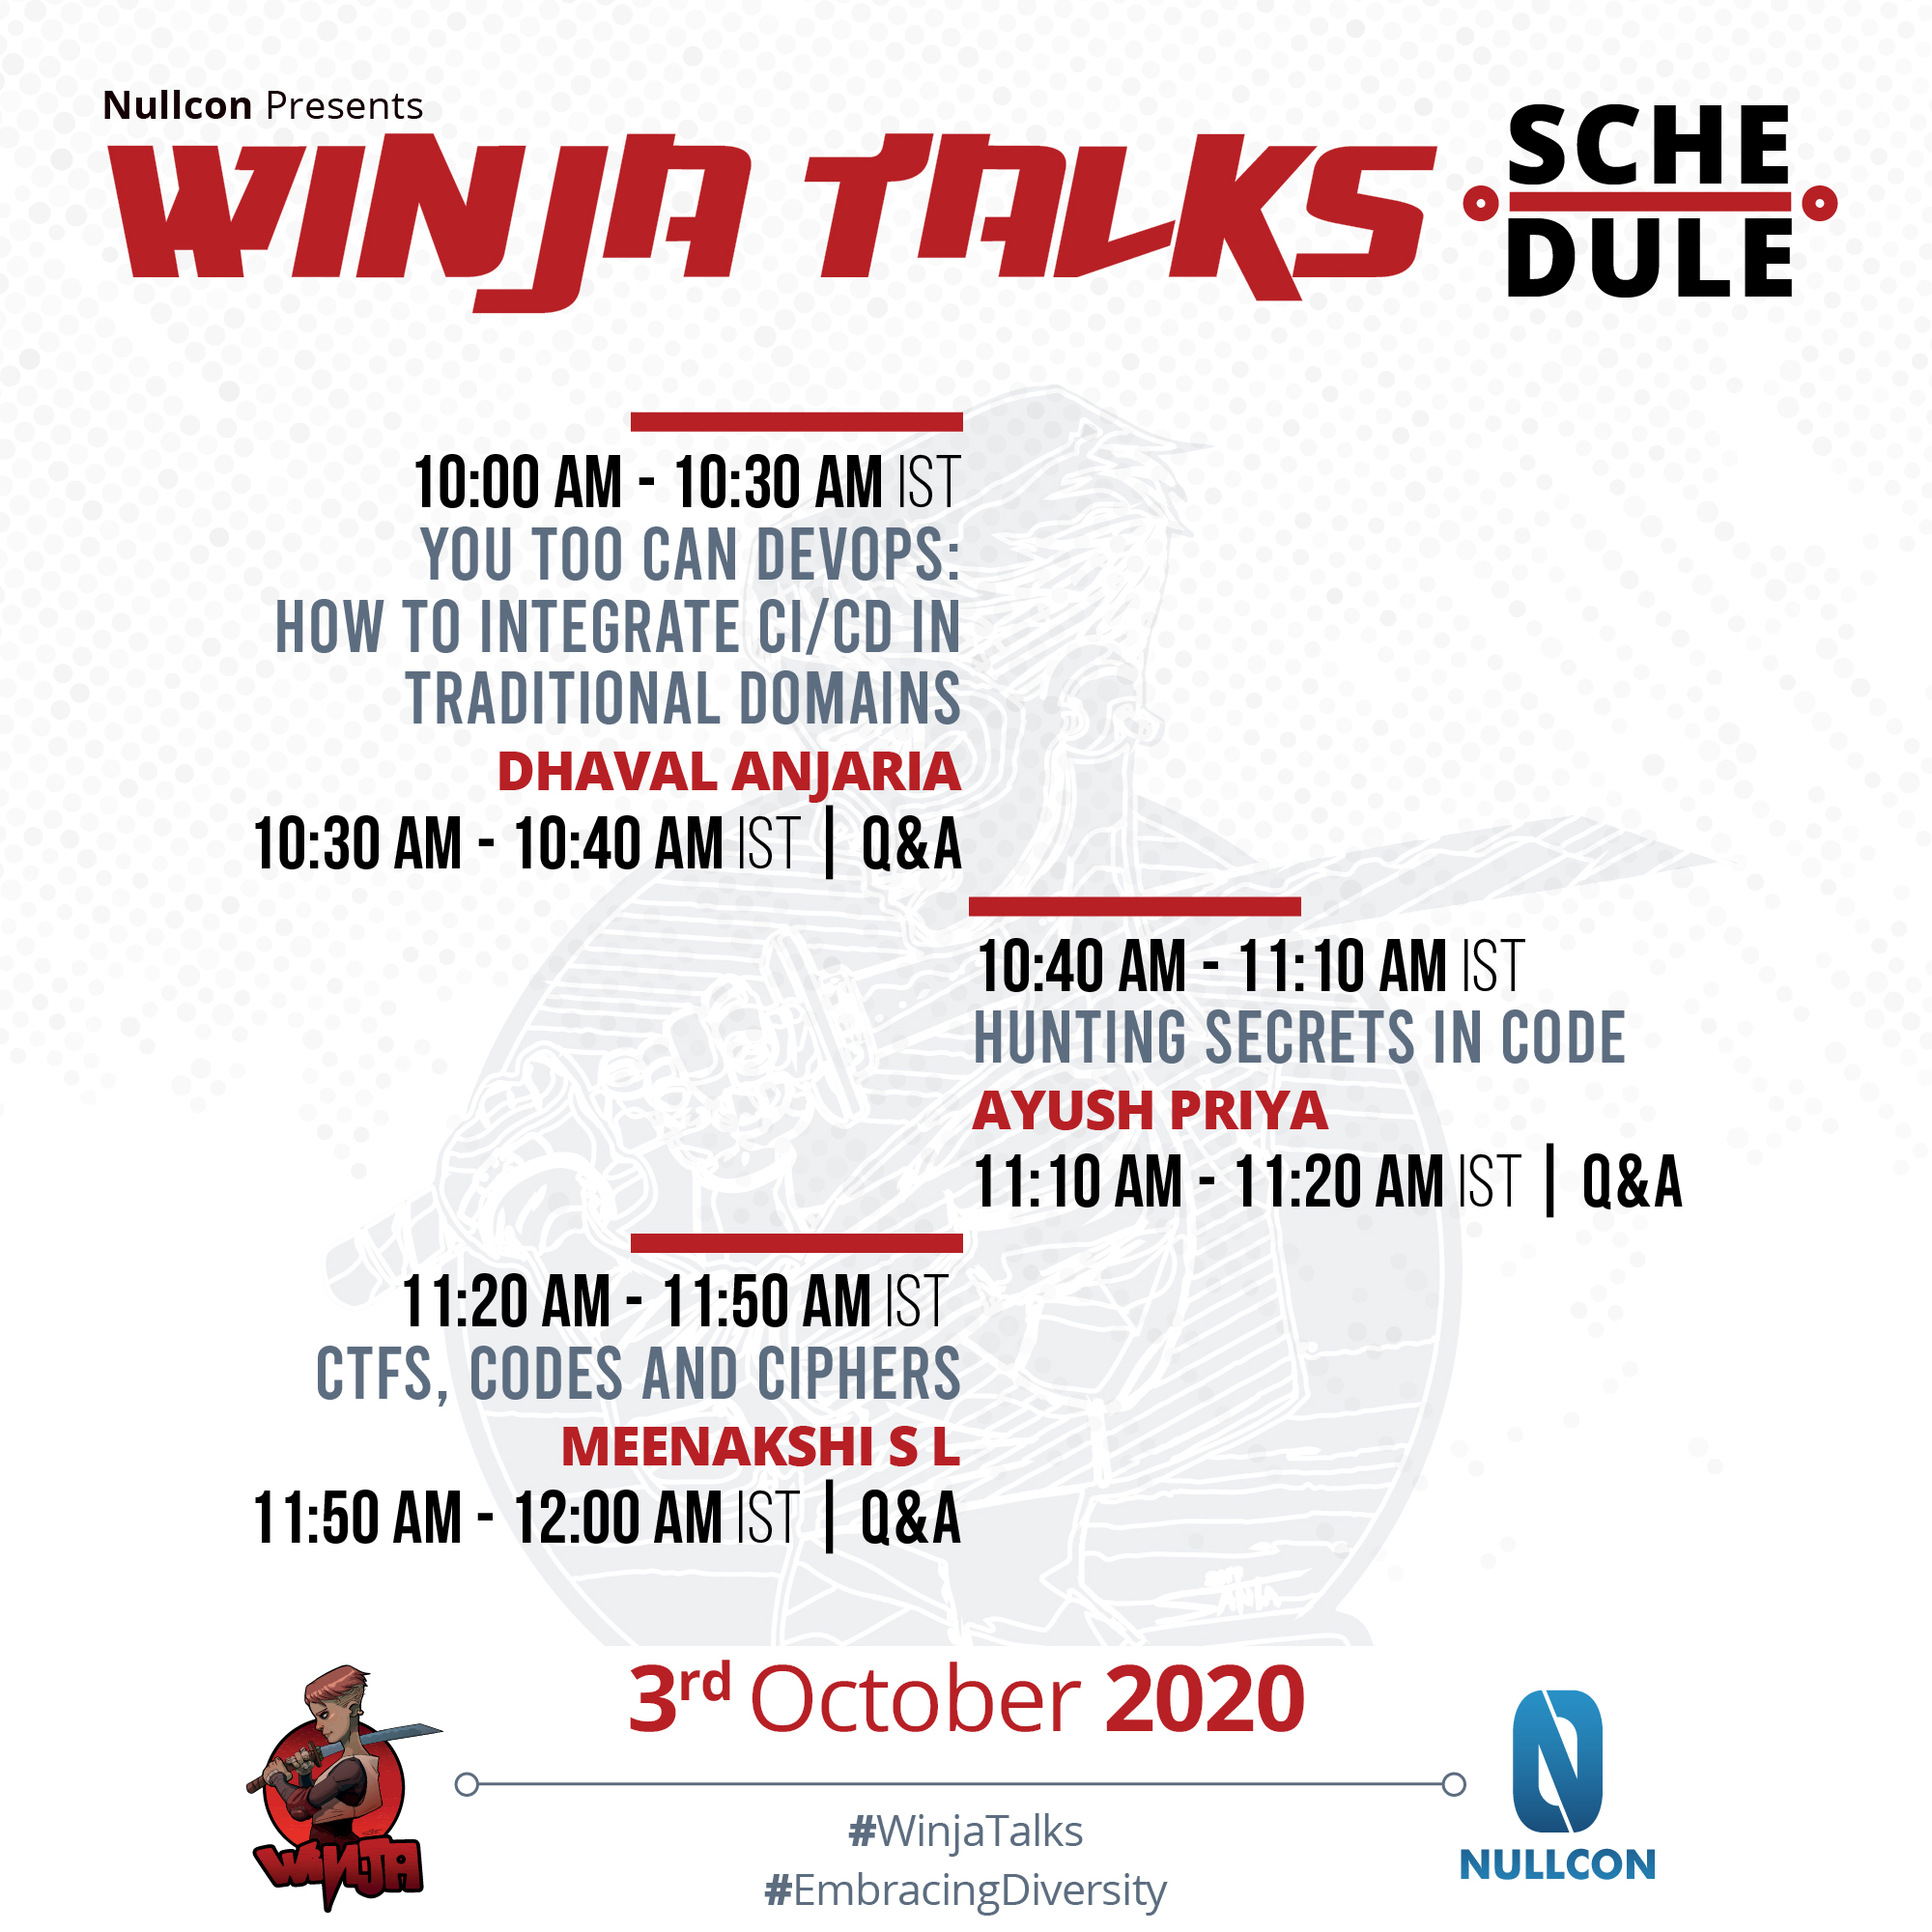 Nullcon Presents
WINJA TALKS
SCHE
DULE
10:00 AM - 10:30 AM IST
YOU TOO CAN DEVOPS:
HOW TO INTEGRATE CI/CD IN
TRADITIONAL DOMAINS
DHAVAL ANJARIA
10:30 AM - 10:40 AM IST | Q&A
10:40 AM - 11:10 AM IST
HUNTING SECRETS IN CODE
AYUSH PRIYA
11:10 AM - 11:20 AM IST | Q&A
11:20 AM - 11:50 AM IST
CTFS, CODES AND CIPHERS
MEENAKSHI S L
11:50 AM - 12:00 AM IST | Q&A
3rd October 2020
#WinjaTalks
#EmbracingDiversity
WINJA
NULLCON